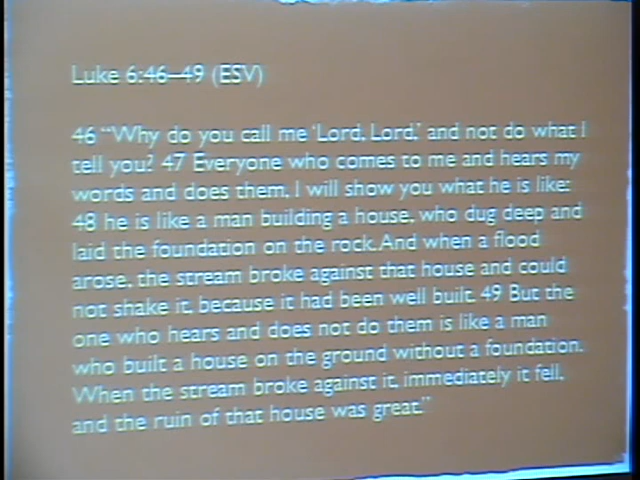 Luke 6:46–49 (ESV)
46 “Why do you call me ‘Lord, Lord,’ and not do what I
tell you? 47 Everyone who comes to me and hears my
words and does them, I will show you what he is like:
48 he is like a man building a house, who dug deep and
laid the foundation on the rock. And when a flood
arose, the stream broke against that house and could
not shake it, because it had been well built. 49 But the
one who hears and does not do them is like a man
who built a house on the ground without a foundation.
When the stream broke against it, immediately it fell,
and the ruin of that house was great.”